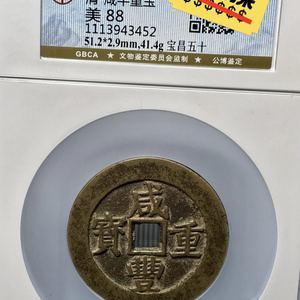 清 咸丰重宝
美 88
1113943452
51.2*2.9mm,41.4g 宝昌五十
GBCA ★ 文物鉴定委员会监制 ★ 公博鉴定
咸
寶 重
豐